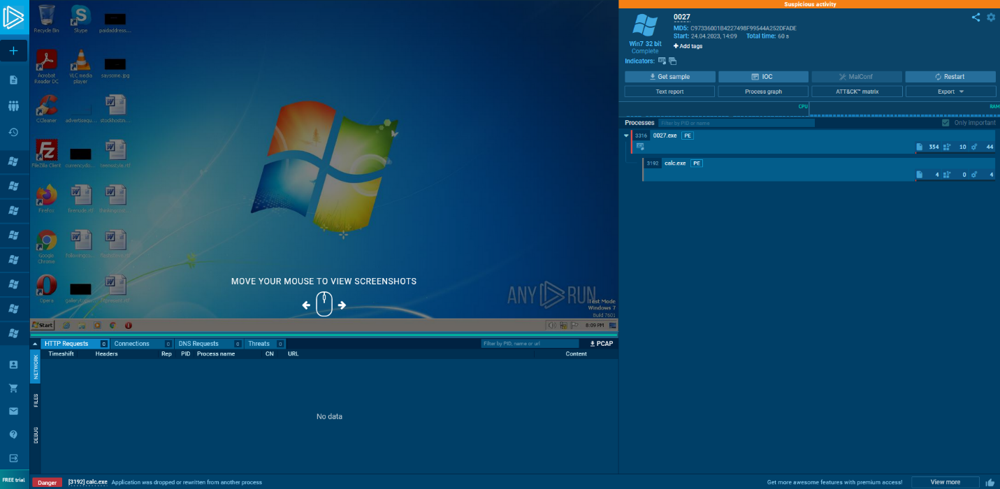 Suspicious activity
Recycle Bin
Skype
paidaddress...
Acrobat Reader DC
VLC media player
saysome.jpg
CCleaner
advertisequ...
stockhostin...
FileZilla Client
currencydo...
teensstyle.rtf
Firefox
firenode.rtf
Google Chrome
Opera
MOVE YOUR MOUSE TO VIEW SCREENSHOTS
ANY RUN
Test Mode
Windows 7
Build 7601
Start
8:09 PM
0027
MD5: C97336001B4227498F99544A252DFADE
Start: 24.04.2023, 14:09 Total time: 60 s
+ Add tags
Win7 32 bit
Complete
Indicators:
Get sample
IOC
MalConf
Restart
Text report
Process graph
ATT&CK™ matrix
Export
CPU
RAM
Processes
Filter by PID or name
Only important
3316 0027.exe PE
354 10 44
3192 calc.exe PE
4 0 4
HTTP Requests 0
Connections 0
DNS Requests 0
Threats 0
Filter by PID, name or url
PCAP
NETWORK
FILES
DEBUG
Timeshift Headers Rep PID Process name CN URL Content
No data
FREE trial
Danger [3192] calc.exe Application was dropped or rewritten from another process
Get more awesome features with premium access! View more